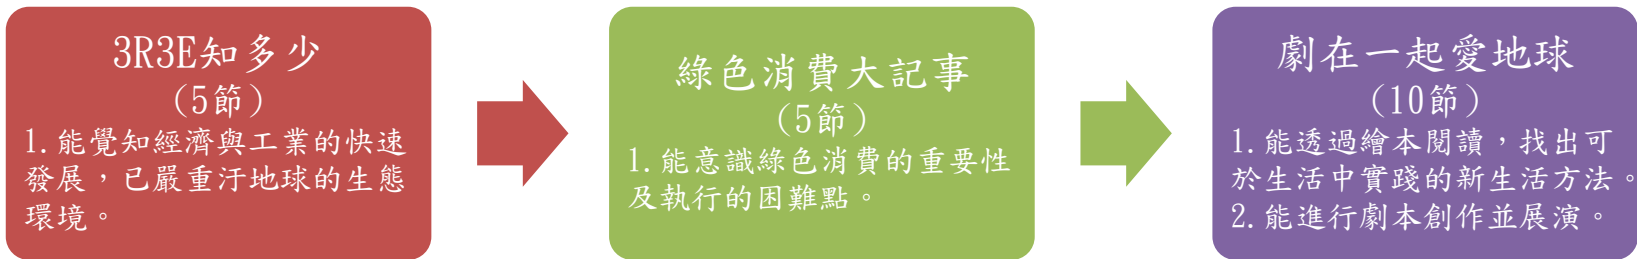 3R3E知多少
(5節)
1.能覺知經濟與工業的快速
發展，已嚴重汙地球的生態
環境。
綠色消費大記事
(5節)
1.能意識綠色消費的重要性
及執行的困難點。
劇在一起愛地球
(10節)
1.能透過繪本閱讀，找出可
於生活中實踐的新生活方法。
2.能進行劇本創作並展演。